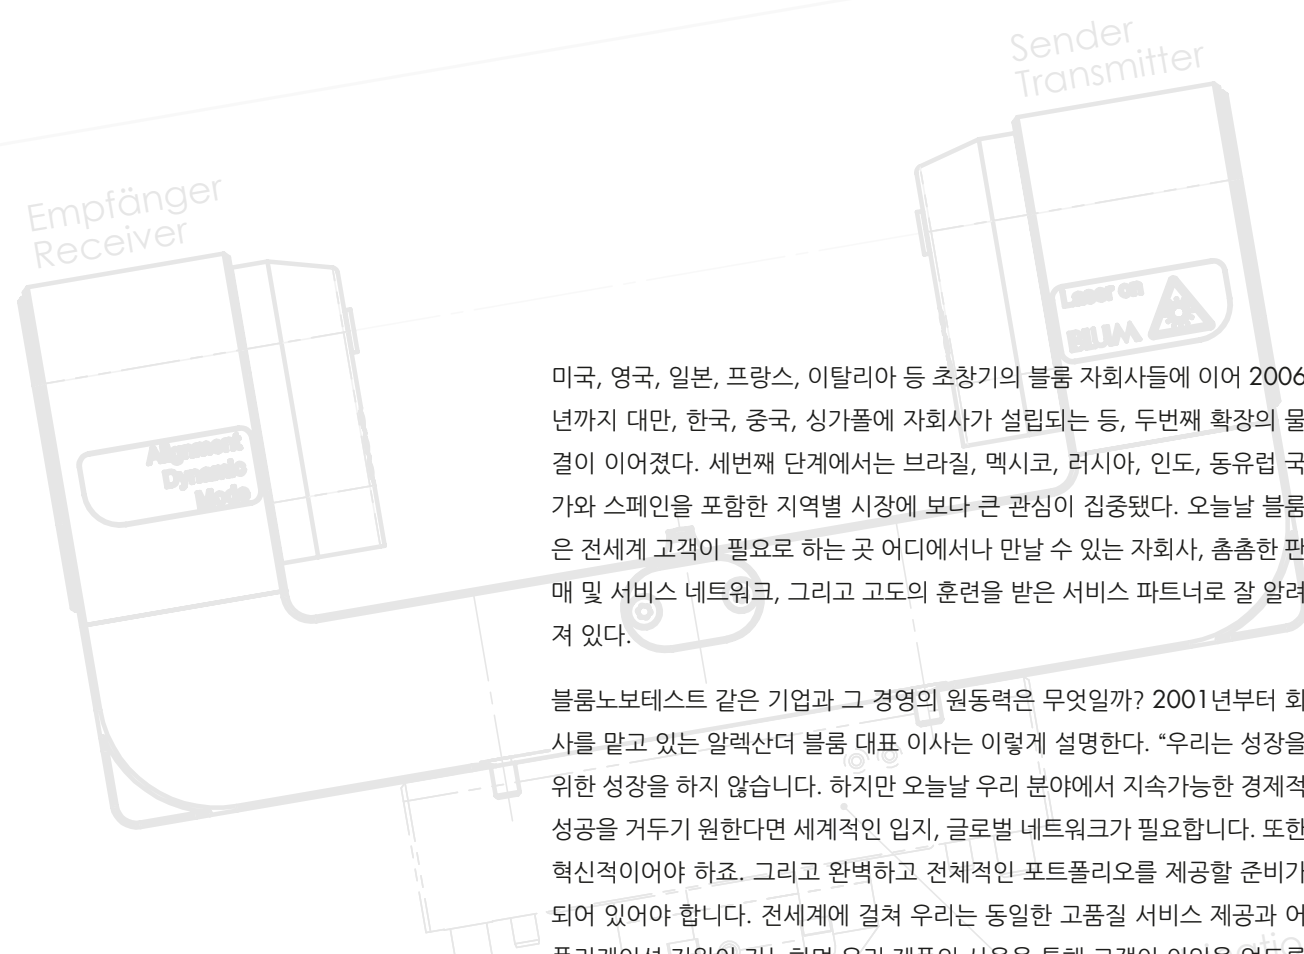 Sender
Transmitter
Empfänger
Receiver
Laser on
BLUM
Alignment
Dynamic
Mode
미국, 영국, 일본, 프랑스, 이탈리아 등 초창기의 블룸 자회사들에 이어 2006
년까지 대만, 한국, 중국, 싱가폴에 자회사가 설립되는 등, 두번째 확장의 물
결이 이어졌다. 세번째 단계에서는 브라질, 멕시코, 러시아, 인도, 동유럽 국
가와 스페인을 포함한 지역별 시장에 보다 큰 관심이 집중됐다. 오늘날 블룸
은 전세계 고객이 필요로 하는 곳 어디에서나 만날 수 있는 자회사, 촘촘한 판
매 및 서비스 네트워크, 그리고 고도의 훈련을 받은 서비스 파트너로 잘 알려
져 있다.
블룸노보테스트 같은 기업과 그 경영의 원동력은 무엇일까? 2001년부터 회
사를 맡고 있는 알렉산더 블룸 대표 이사는 이렇게 설명한다. “우리는 성장을
위한 성장을 하지 않습니다. 하지만 오늘날 우리 분야에서 지속가능한 경제적
성공을 거두기 원한다면 세계적인 입지, 글로벌 네트워크가 필요합니다. 또한
혁신적이어야 하죠. 그리고 완벽하고 전체적인 포트폴리오를 제공할 준비가
되어 있어야 합니다. 전세계에 걸쳐 우리는 동일한 고품질 서비스 제공과 어